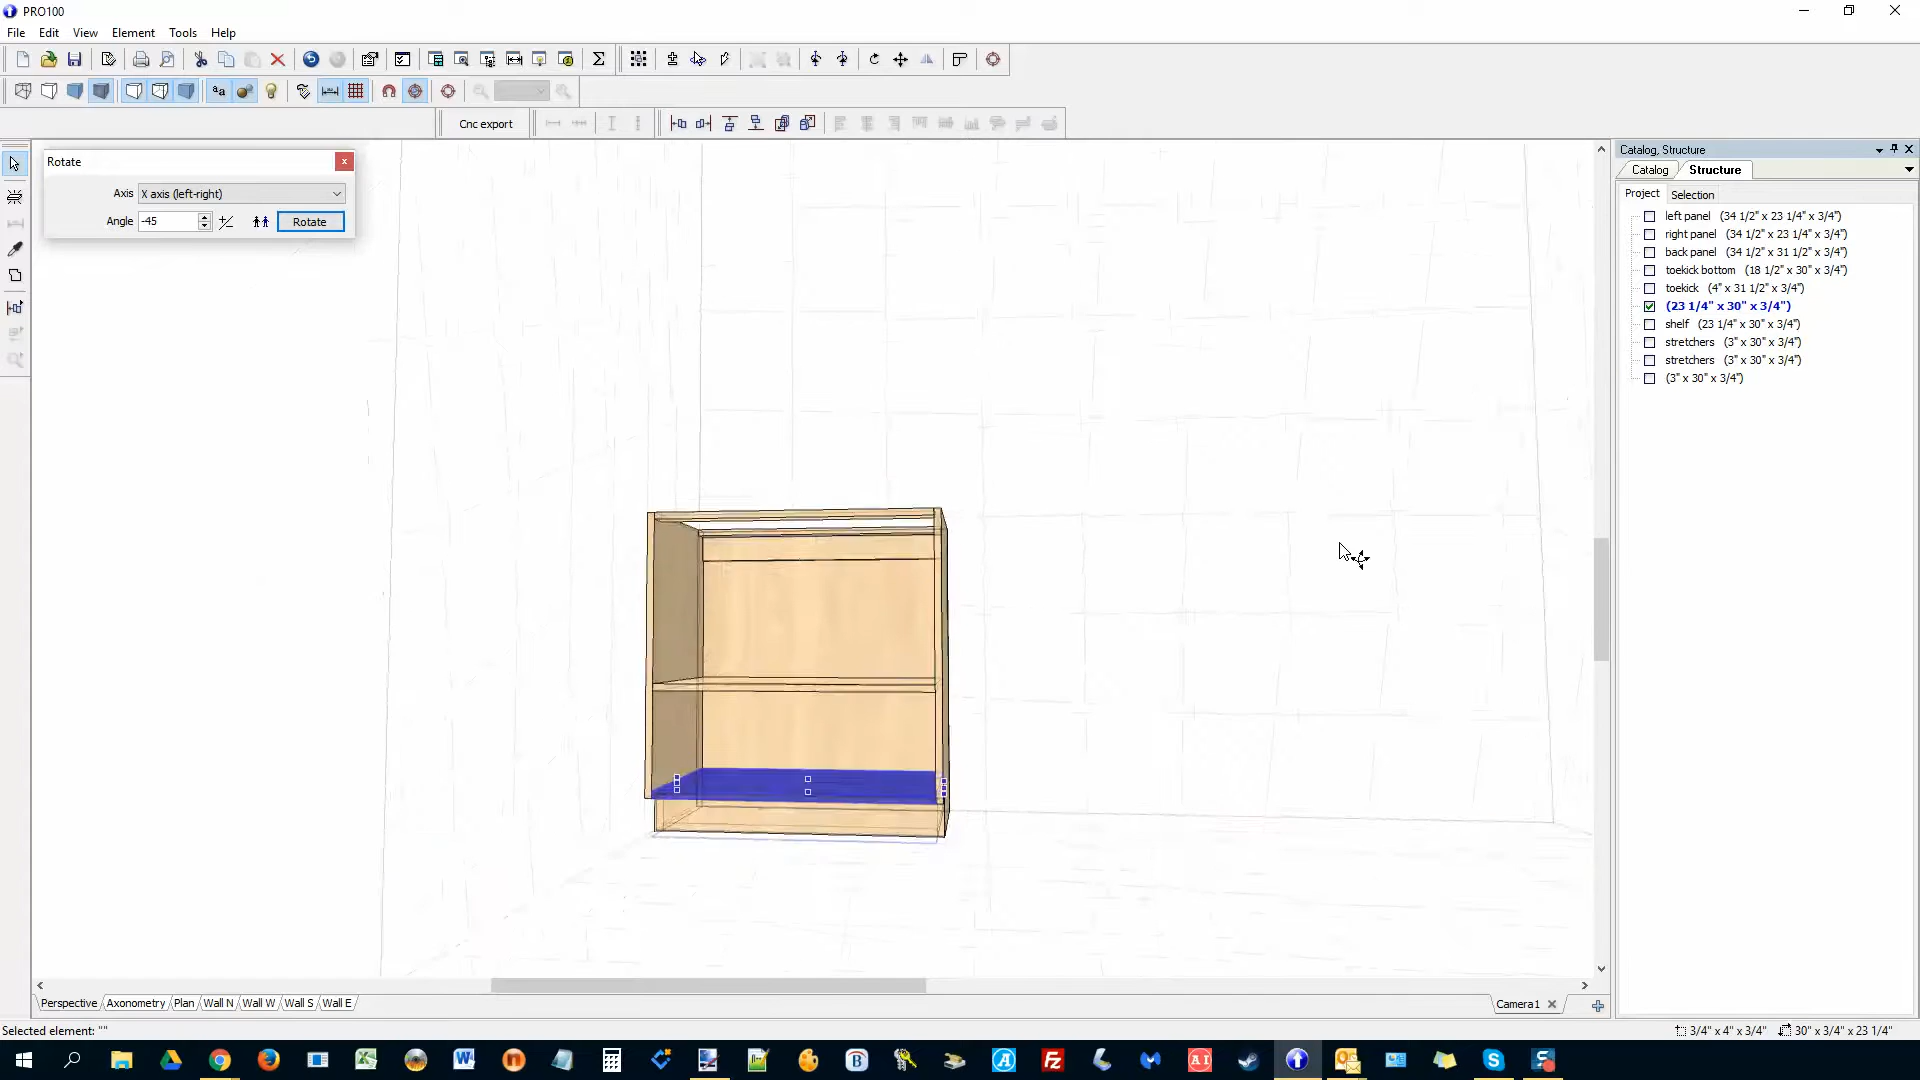 PRO100
File Edit View Element Tools Help
Cnc export
Rotate
Axis X axis (left-right)
Angle -45 Rotate
Catalog, Structure
Catalog Structure
Project Selection
left panel (34 1/2" x 23 1/4" x 3/4")
right panel (34 1/2" x 23 1/4" x 3/4")
back panel (34 1/2" x 31 1/2" x 3/4")
toekick bottom (18 1/2" x 30" x 3/4")
toekick (4" x 31 1/2" x 3/4")
(23 1/4" x 30" x 3/4")
shelf (23 1/4" x 30" x 3/4")
stretchers (3" x 30" x 3/4")
stretchers (3" x 30" x 3/4")
(3" x 30" x 3/4")
Perspective Axonometry Plan Wall N Wall W Wall S Wall E
Camera1
Selected element: ""
3/4" x 4" x 3/4" 30" x 3/4" x 23 1/4"